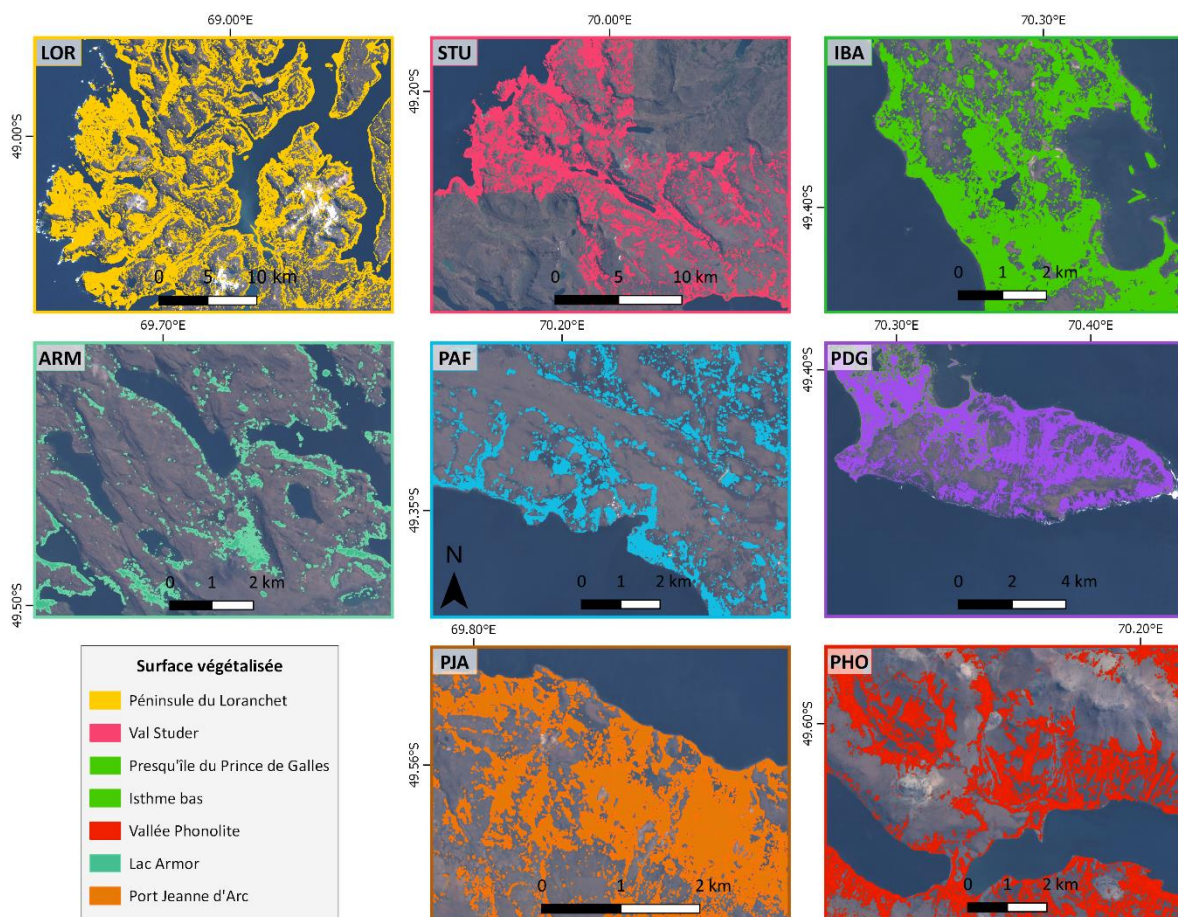 69.00°E
70.00°E
70.30°E
LOR
STU
IBA
49.00°S
49.20°S
49.40°S
0 5 10 km
0 5 10 km
0 1 2 km
69.70°E
70.20°E
70.30°E 70.40°E
ARM
PAF
PDG
49.50°S
49.35°S
49.40°S
N
0 1 2 km
0 1 2 km
0 2 4 km
69.80°E
70.20°E
PJA
PHO
49.56°S
49.60°S
0 1 2 km
0 1 2 km
Surface végétalisée
Péninsule du Loranchet
Val Studer
Presqu'île du Prince de Galles
Isthme bas
Vallée Phonolite
Lac Armor
Port Jeanne d'Arc